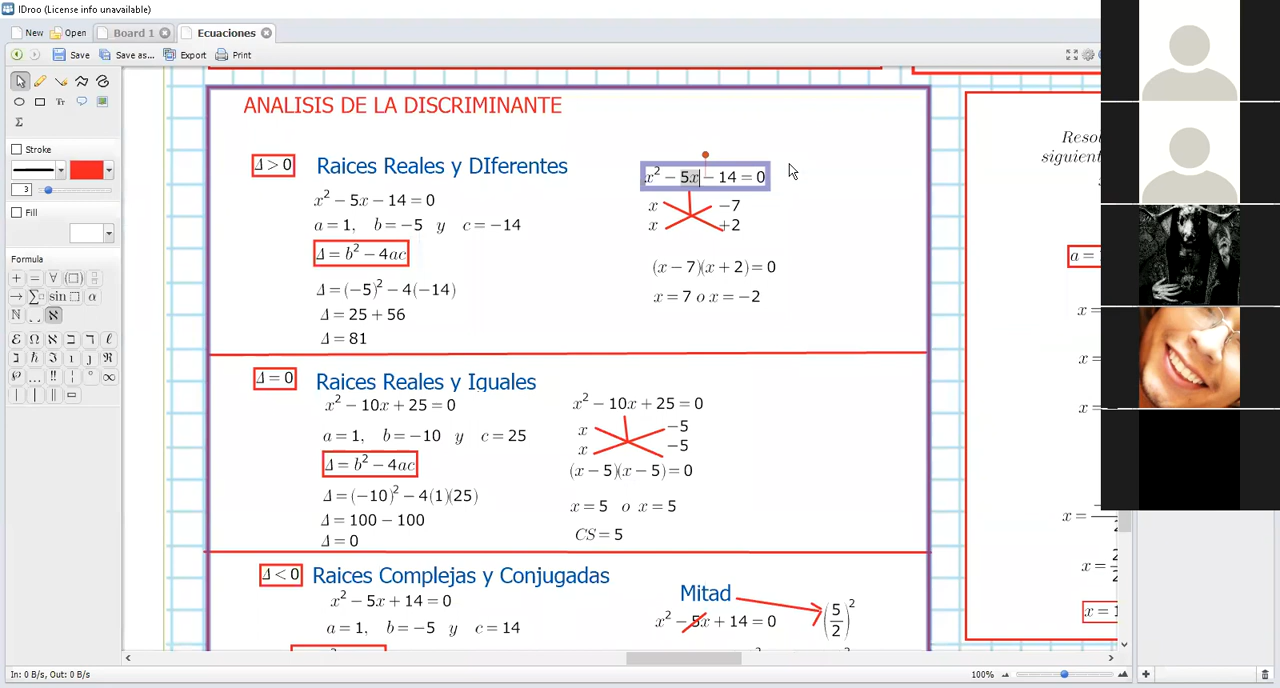 IDroo (License info unavailable)
New Open Board 1 Ecuaciones
Save Save as... Export Print
Stroke
3
Fill
Formula
+ = ∀ (□)
→ Σ□ sin □ α
ℕ ℵ
ℰ Ω ℵ ℶ ℸ ℓ
ℷ ℏ ℑ ı ȷ ℜ
℘ … !! ¦ ° ∞
ANALISIS DE LA DISCRIMINANTE
Δ > 0 Raices Reales y DIferentes
x² − 5x − 14 = 0
a = 1, b = −5 y c = −14
Δ = b² − 4ac
Δ = (−5)² − 4(−14)
Δ = 25 + 56
Δ = 81
x² − 5x − 14 = 0
x −7
x +2
(x − 7)(x + 2) = 0
x = 7 o x = −2
Δ = 0 Raices Reales y Iguales
x² − 10x + 25 = 0
a = 1, b = −10 y c = 25
Δ = b² − 4ac
Δ = (−10)² − 4(1)(25)
Δ = 100 − 100
Δ = 0
x² − 10x + 25 = 0
x −5
x −5
(x − 5)(x − 5) = 0
x = 5 o x = 5
CS = 5
Δ < 0 Raices Complejas y Conjugadas
x² − 5x + 14 = 0
a = 1, b = −5 y c = 14
Mitad
x² − 5x + 14 = 0 (5/2)²
Resol
siguient
a =
x =
x =
x =
x =
x =
x = 1
In: 0 B/s, Out: 0 B/s
100%